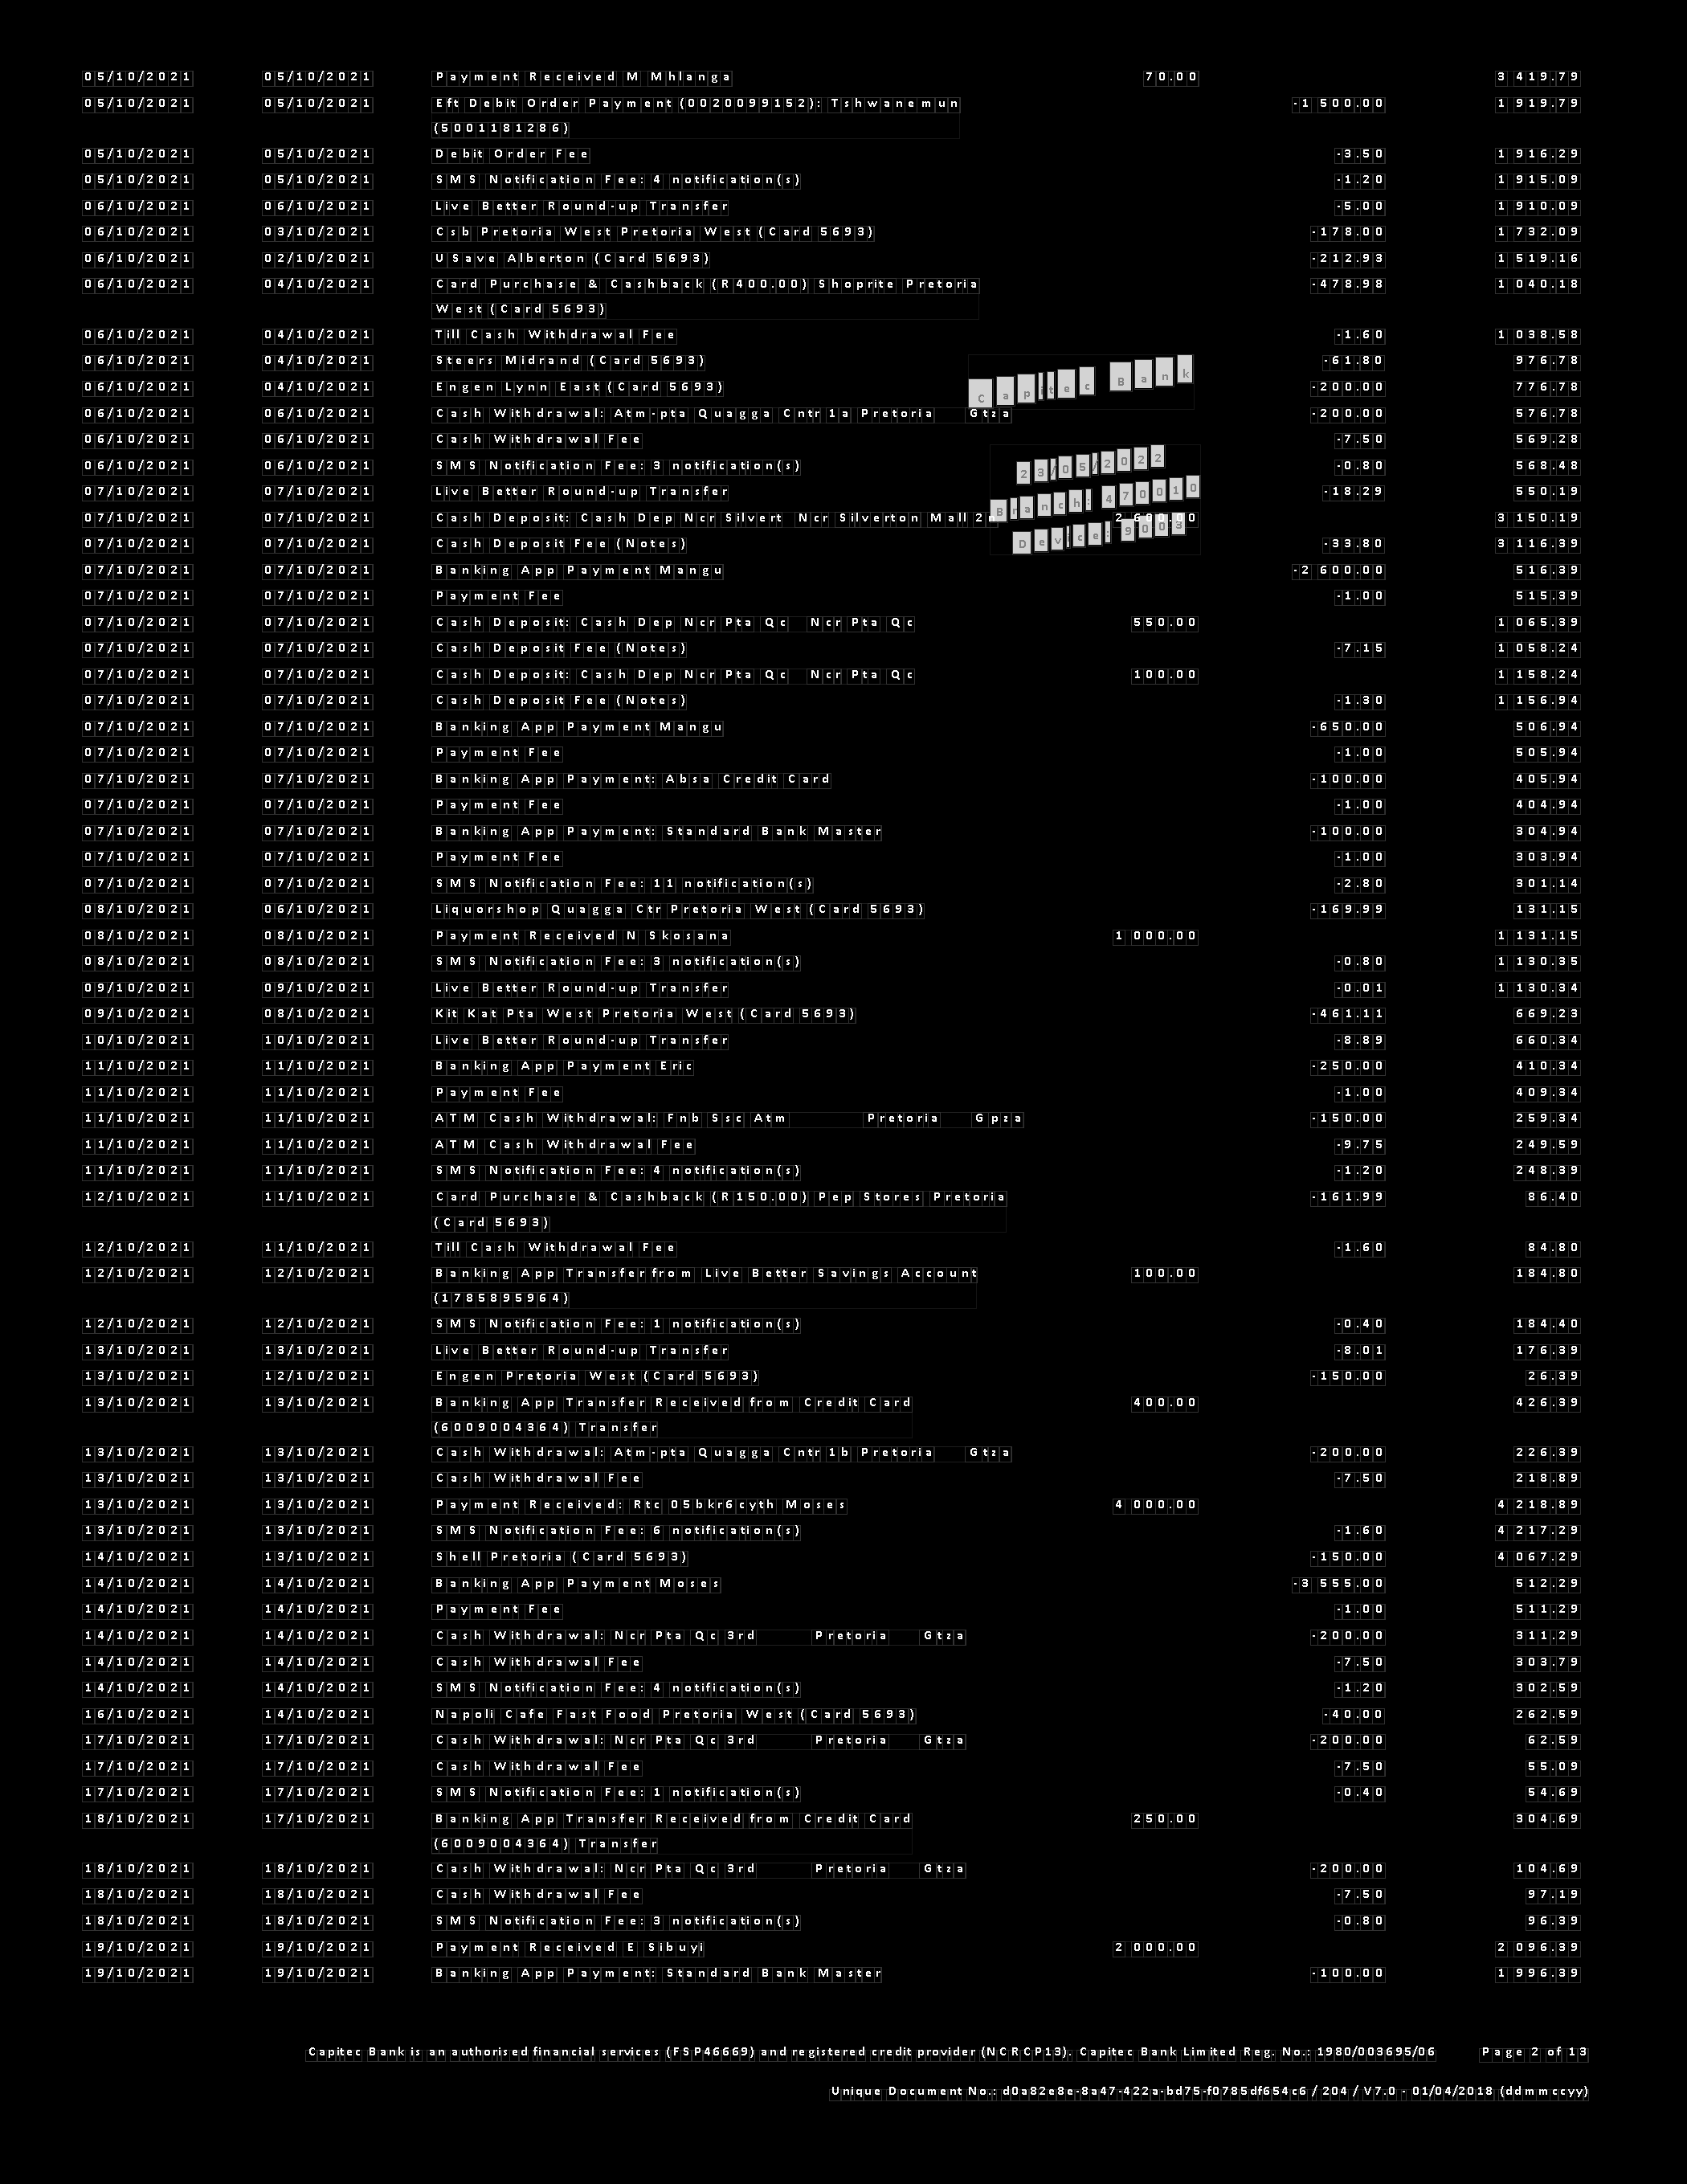 05/10/2021 05/10/2021 Payment Received M Mhlanga 70.00 3 419.79
05/10/2021 05/10/2021 Eft Debit Order Payment (0020099152): Tshwanemun -1 500.00 1 919.79
(5001181286)
05/10/2021 05/10/2021 Debit Order Fee -3.50 1 916.29
05/10/2021 05/10/2021 SMS Notification Fee: 4 notification(s) -1.20 1 915.09
06/10/2021 06/10/2021 Live Better Round-up Transfer -5.00 1 910.09
06/10/2021 03/10/2021 Csb Pretoria West Pretoria West (Card 5693) -178.00 1 732.09
06/10/2021 02/10/2021 U Save Alberton (Card 5693) -212.93 1 519.16
06/10/2021 04/10/2021 Card Purchase & Cashback (R400.00) Shoprite Pretoria -478.98 1 040.18
West (Card 5693)
06/10/2021 04/10/2021 Till Cash Withdrawal Fee -1.60 1 038.58
06/10/2021 04/10/2021 Steers Midrand (Card 5693) -61.80 976.78
Capitec Bank
06/10/2021 04/10/2021 Engen Lynn East (Card 5693) -200.00 776.78
06/10/2021 06/10/2021 Cash Withdrawal: Atm-pta Quagga Cntr1a Pretoria Gtza -200.00 576.78
06/10/2021 06/10/2021 Cash Withdrawal Fee -7.50 569.28
06/10/2021 06/10/2021 SMS Notification Fee: 3 notification(s) -0.80 568.48
23/05/2022
07/10/2021 07/10/2021 Live Better Round-up Transfer -18.29 550.19
Branch: 470010
07/10/2021 07/10/2021 Cash Deposit: Cash Dep Ncr Silvert Ncr Silverton Mall 2 600.00 3 150.19
Device: 9003
07/10/2021 07/10/2021 Cash Deposit Fee (Notes) -33.80 3 116.39
07/10/2021 07/10/2021 Banking App Payment Mangu -2 600.00 516.39
07/10/2021 07/10/2021 Payment Fee -1.00 515.39
07/10/2021 07/10/2021 Cash Deposit: Cash Dep Ncr Pta Qc Ncr Pta Qc 550.00 1 065.39
07/10/2021 07/10/2021 Cash Deposit Fee (Notes) -7.15 1 058.24
07/10/2021 07/10/2021 Cash Deposit: Cash Dep Ncr Pta Qc Ncr Pta Qc 100.00 1 158.24
07/10/2021 07/10/2021 Cash Deposit Fee (Notes) -1.30 1 156.94
07/10/2021 07/10/2021 Banking App Payment Mangu -650.00 506.94
07/10/2021 07/10/2021 Payment Fee -1.00 505.94
07/10/2021 07/10/2021 Banking App Payment: Absa Credit Card -100.00 405.94
07/10/2021 07/10/2021 Payment Fee -1.00 404.94
07/10/2021 07/10/2021 Banking App Payment: Standard Bank Master -100.00 304.94
07/10/2021 07/10/2021 Payment Fee -1.00 303.94
07/10/2021 07/10/2021 SMS Notification Fee: 11 notification(s) -2.80 301.14
08/10/2021 06/10/2021 Liquorshop Quagga Ctr Pretoria West (Card 5693) -169.99 131.15
08/10/2021 08/10/2021 Payment Received N Skosana 1 000.00 1 131.15
08/10/2021 08/10/2021 SMS Notification Fee: 3 notification(s) -0.80 1 130.35
09/10/2021 09/10/2021 Live Better Round-up Transfer -0.01 1 130.34
09/10/2021 08/10/2021 Kit Kat Pta West Pretoria West (Card 5693) -461.11 669.23
10/10/2021 10/10/2021 Live Better Round-up Transfer -8.89 660.34
11/10/2021 11/10/2021 Banking App Payment Eric -250.00 410.34
11/10/2021 11/10/2021 Payment Fee -1.00 409.34
11/10/2021 11/10/2021 ATM Cash Withdrawal: Fnb Ssc Atm Pretoria Gpza -150.00 259.34
11/10/2021 11/10/2021 ATM Cash Withdrawal Fee -9.75 249.59
11/10/2021 11/10/2021 SMS Notification Fee: 4 notification(s) -1.20 248.39
12/10/2021 11/10/2021 Card Purchase & Cashback (R150.00) Pep Stores Pretoria -161.99 86.40
(Card 5693)
12/10/2021 11/10/2021 Till Cash Withdrawal Fee -1.60 84.80
12/10/2021 12/10/2021 Banking App Transfer from Live Better Savings Account 100.00 184.80
(1785895964)
12/10/2021 12/10/2021 SMS Notification Fee: 1 notification(s) -0.40 184.40
13/10/2021 13/10/2021 Live Better Round-up Transfer -8.01 176.39
13/10/2021 12/10/2021 Engen Pretoria West (Card 5693) -150.00 26.39
13/10/2021 13/10/2021 Banking App Transfer Received from Credit Card 400.00 426.39
(6009004364) Transfer
13/10/2021 13/10/2021 Cash Withdrawal: Atm-pta Quagga Cntr1b Pretoria Gtza -200.00 226.39
13/10/2021 13/10/2021 Cash Withdrawal Fee -7.50 218.89
13/10/2021 13/10/2021 Payment Received: Rtc 05bkr6cyth Moses 4 000.00 4 218.89
13/10/2021 13/10/2021 SMS Notification Fee: 6 notification(s) -1.60 4 217.29
14/10/2021 13/10/2021 Shell Pretoria (Card 5693) -150.00 4 067.29
14/10/2021 14/10/2021 Banking App Payment Moses -3 555.00 512.29
14/10/2021 14/10/2021 Payment Fee -1.00 511.29
14/10/2021 14/10/2021 Cash Withdrawal: Ncr Pta Qc 3rd Pretoria Gtza -200.00 311.29
14/10/2021 14/10/2021 Cash Withdrawal Fee -7.50 303.79
14/10/2021 14/10/2021 SMS Notification Fee: 4 notification(s) -1.20 302.59
16/10/2021 14/10/2021 Napoli Cafe Fast Food Pretoria West (Card 5693) -40.00 262.59
17/10/2021 17/10/2021 Cash Withdrawal: Ncr Pta Qc 3rd Pretoria Gtza -200.00 62.59
17/10/2021 17/10/2021 Cash Withdrawal Fee -7.50 55.09
17/10/2021 17/10/2021 SMS Notification Fee: 1 notification(s) -0.40 54.69
18/10/2021 17/10/2021 Banking App Transfer Received from Credit Card 250.00 304.69
(6009004364) Transfer
18/10/2021 18/10/2021 Cash Withdrawal: Ncr Pta Qc 3rd Pretoria Gtza -200.00 104.69
18/10/2021 18/10/2021 Cash Withdrawal Fee -7.50 97.19
18/10/2021 18/10/2021 SMS Notification Fee: 3 notification(s) -0.80 96.39
19/10/2021 19/10/2021 Payment Received E Sibuyi 2 000.00 2 096.39
19/10/2021 19/10/2021 Banking App Payment: Standard Bank Master -100.00 1 996.39
Capitec Bank is an authorised financial services (FSP46669) and registered credit provider (NCRCP13). Capitec Bank Limited Reg. No.: 1980/003695/06 Page 2 of 13
Unique Document No.: d0a82e8e-8a47-422a-bd75-f0785df654c6 / 204 / V7.0 - 01/04/2018 (ddmmccyy)